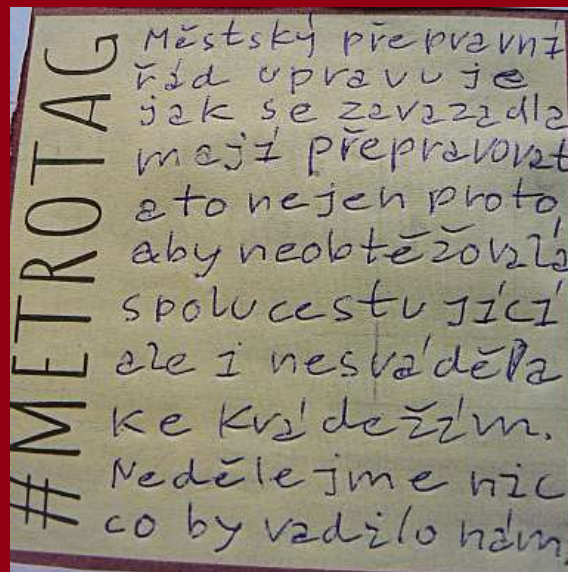 #METROTAG
Městský přepravní
řád upravuje
jak se zavazadla
mají přepravovat
a to nejen proto
aby neobtěžovala
spolucestující
ale i nesváděla
ke krádežím.
Nedělejme nic
co by vadilo nám,